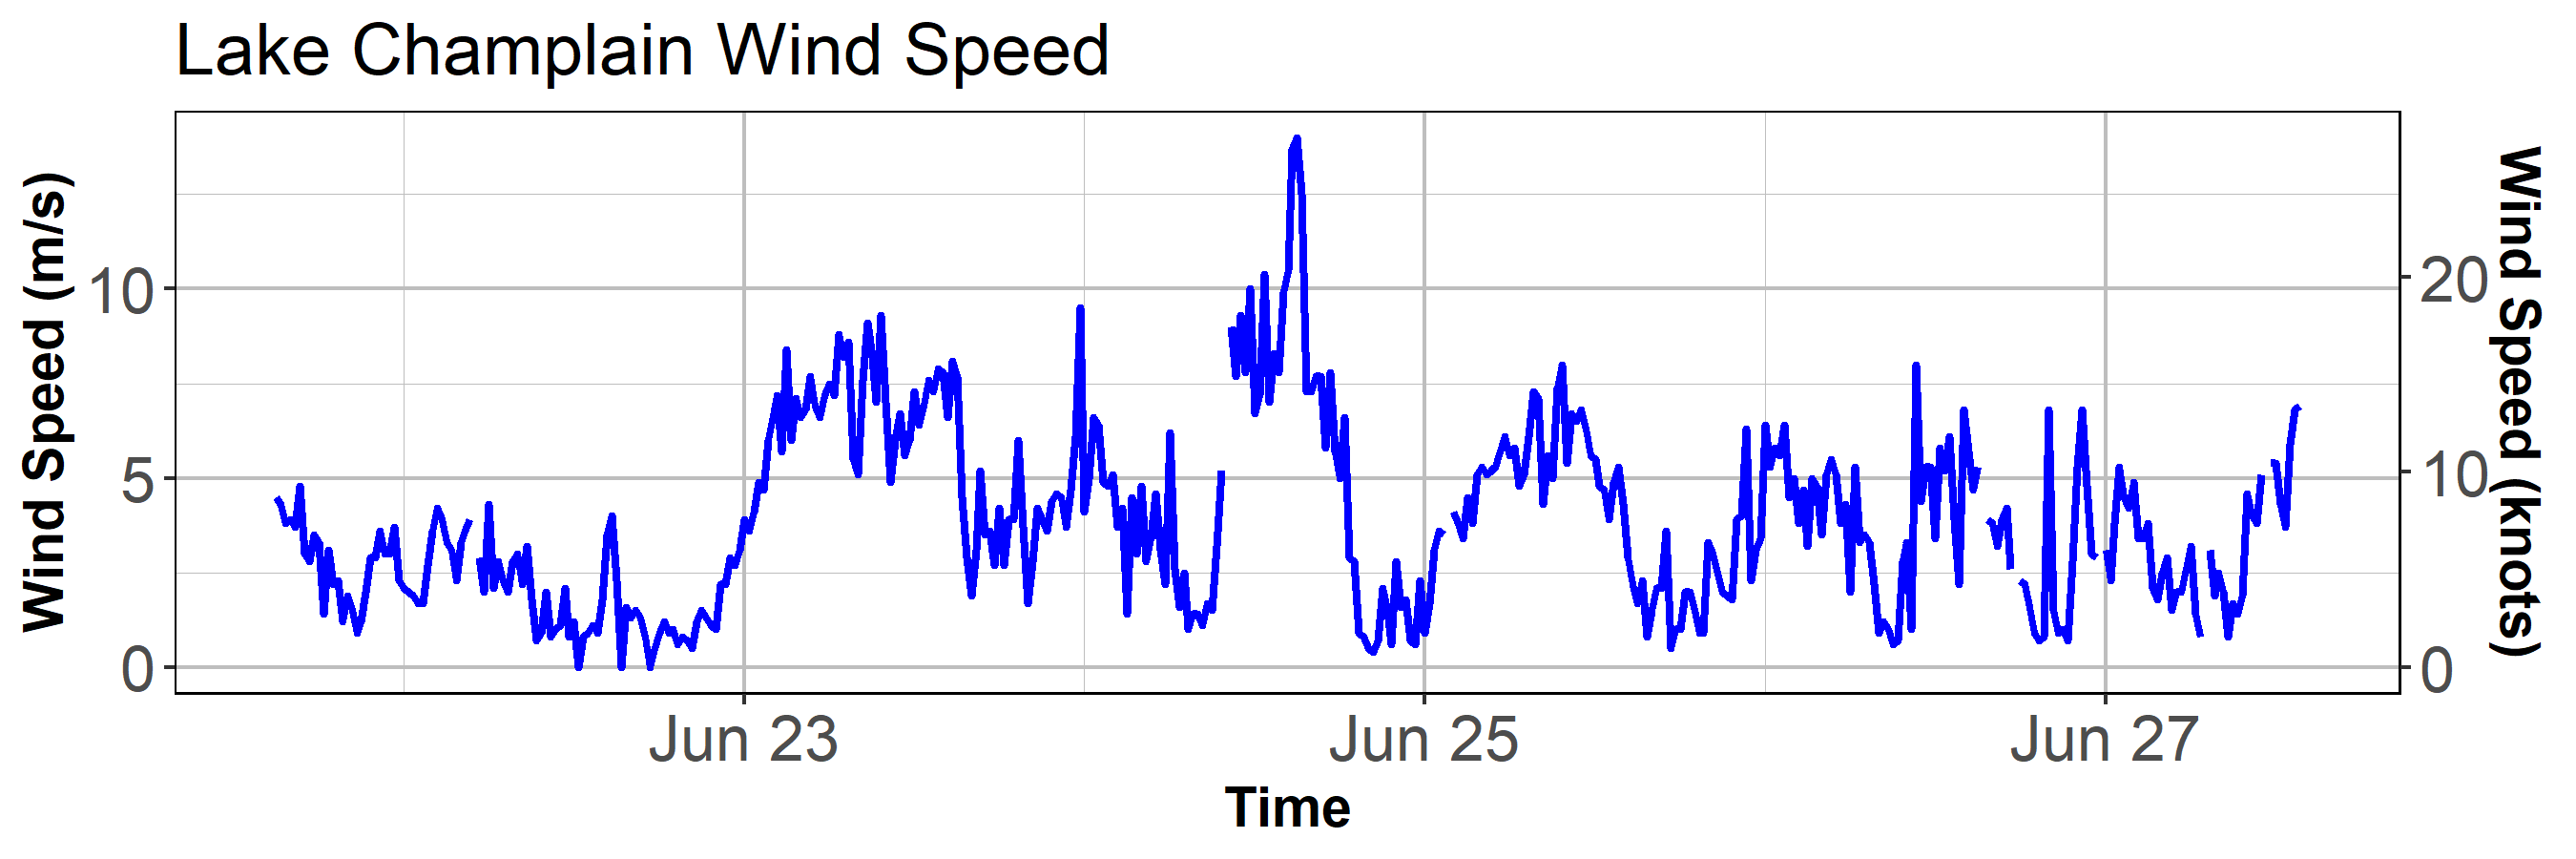 Lake Champlain Wind Speed
Wind Speed (m/s)
10
5
0
20
10
0
Wind Speed (knots)
Jun 23
Jun 25
Jun 27
Time